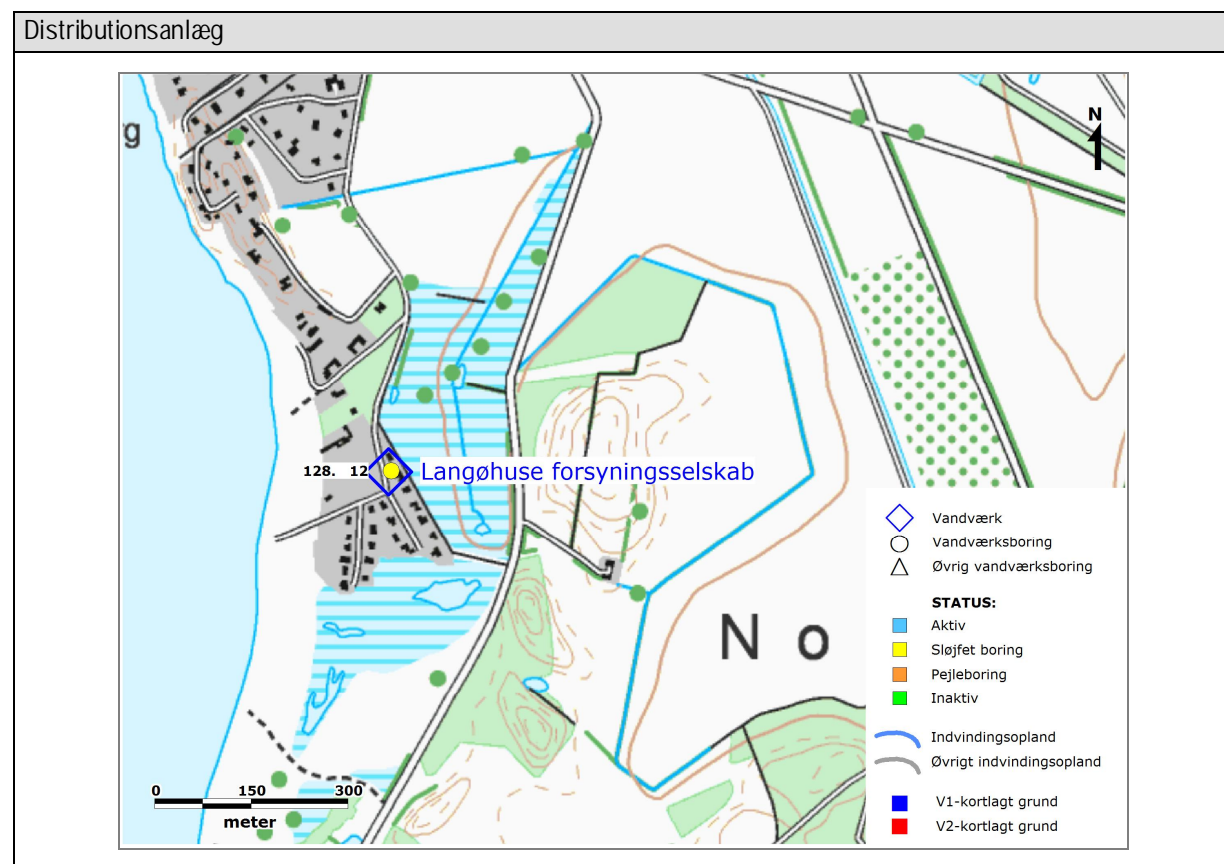 Distributionsanlæg
g
N
128. 12
Langøhuse forsyningsselskab
N o
Vandværk
Vandværksboring
Øvrig vandværksboring
STATUS:
Aktiv
Sløjfet boring
Pejleboring
Inaktiv
Indvindingsopland
Øvrigt indvindingsopland
V1-kortlagt grund
V2-kortlagt grund
0 150 300
meter